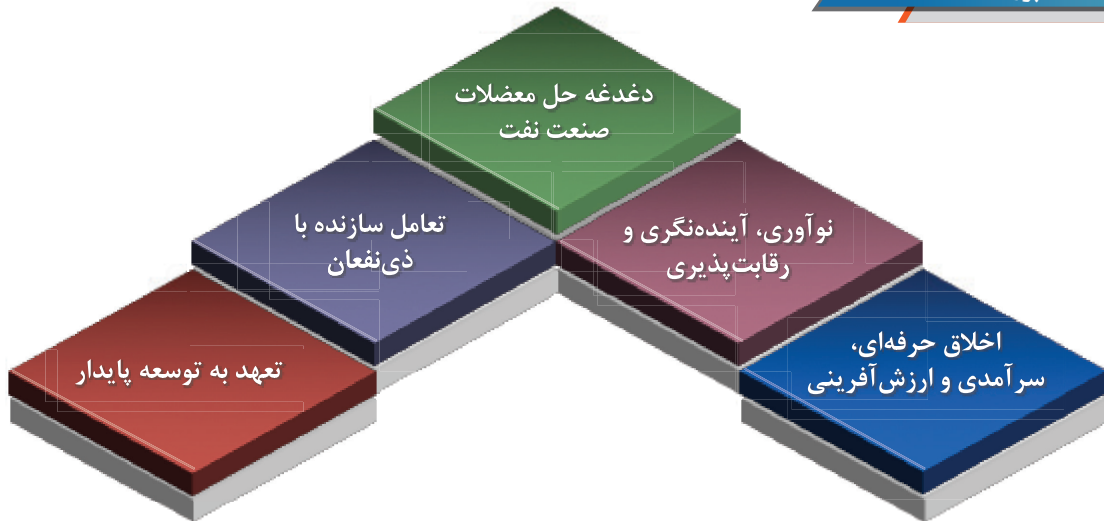 دغدغه حل معضلات
صنعت نفت
نوآوری، آینده‌نگری و
رقابت‌پذیری
تعامل سازنده با
ذی‌نفعان
اخلاق حرفه‌ای،
سرآمدی و ارزش‌آفرینی
تعهد به توسعه پایدار